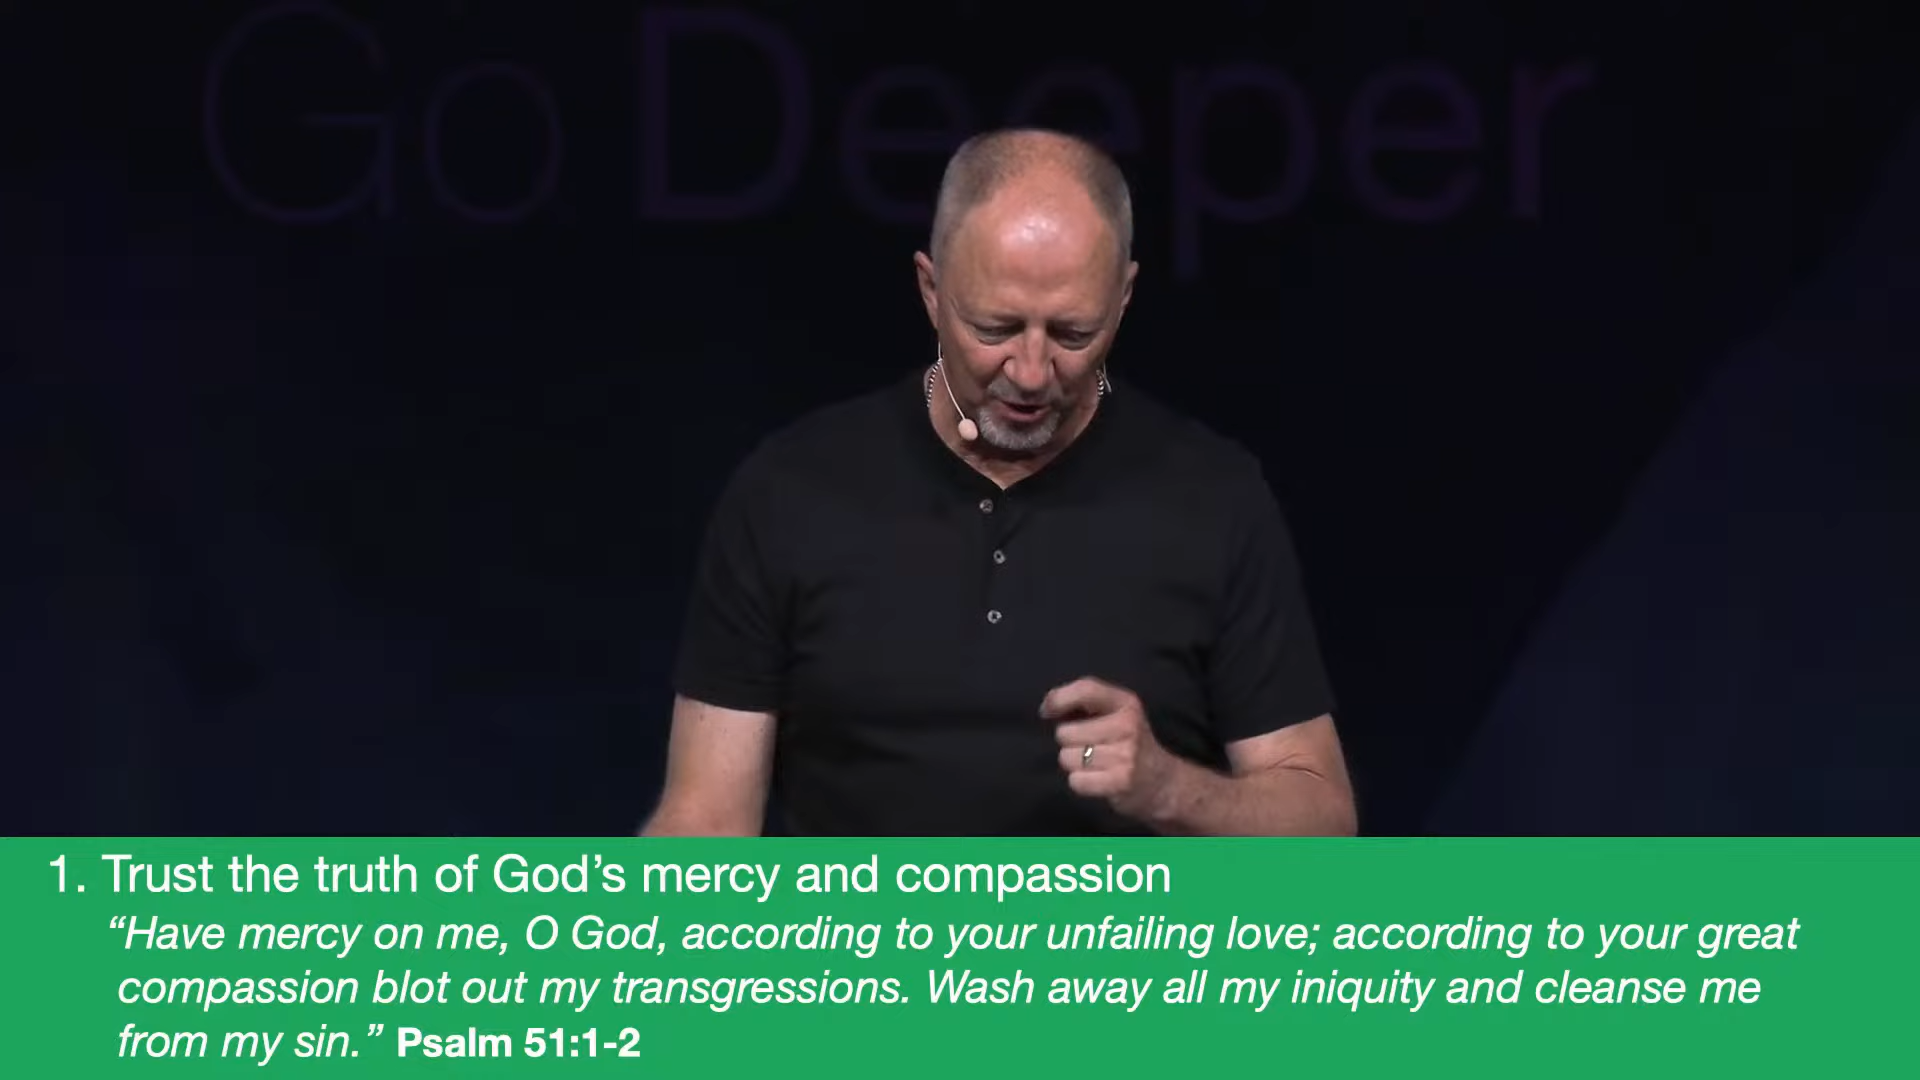 Go Deeper
1. Trust the truth of God’s mercy and compassion
“Have mercy on me, O God, according to your unfailing love; according to your great
compassion blot out my transgressions. Wash away all my iniquity and cleanse me
from my sin.” Psalm 51:1-2